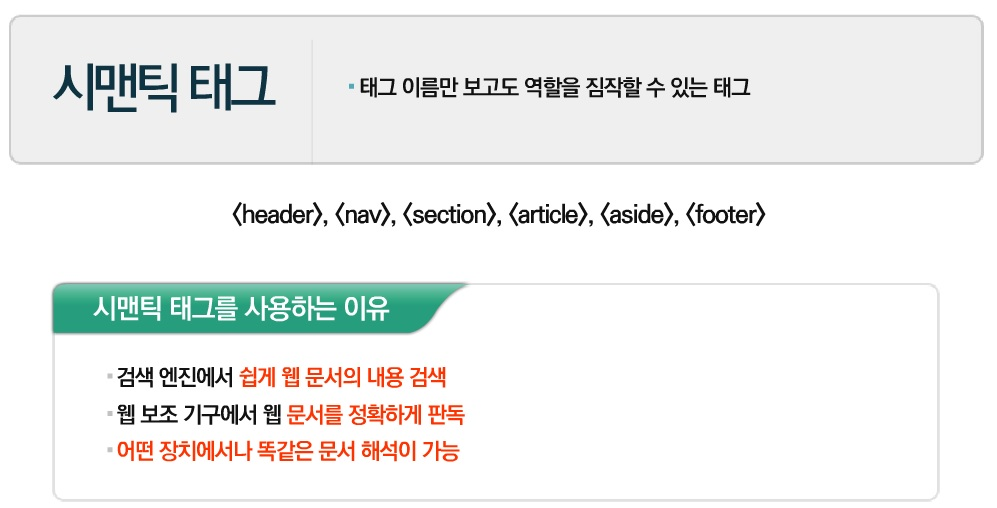 시맨틱 태그
▪ 태그 이름만 보고도 역할을 짐작할 수 있는 태그
〈header〉, 〈nav〉, 〈section〉, 〈article〉, 〈aside〉, 〈footer〉
시맨틱 태그를 사용하는 이유
▪ 검색 엔진에서 쉽게 웹 문서의 내용 검색
▪ 웹 보조 기구에서 웹 문서를 정확하게 판독
▪ 어떤 장치에서나 똑같은 문서 해석이 가능